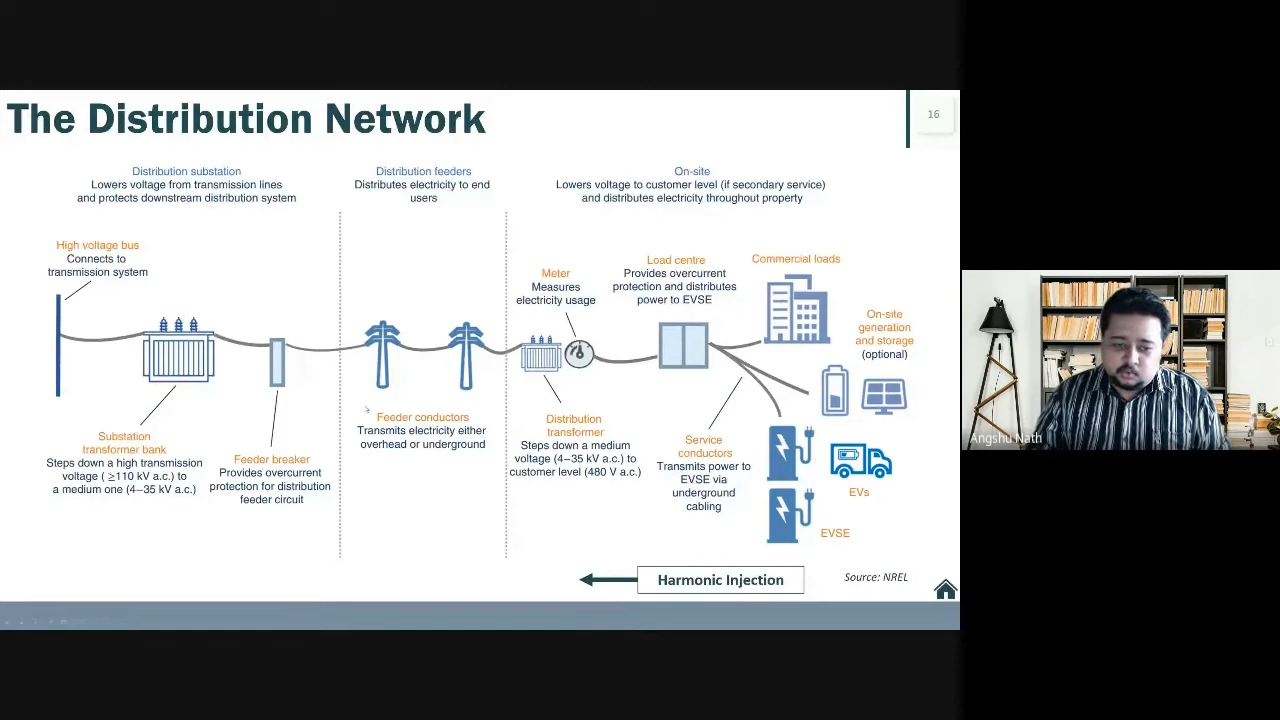 The Distribution Network
16
Distribution substation
Lowers voltage from transmission lines
and protects downstream distribution system
Distribution feeders
Distributes electricity to end
users
On-site
Lowers voltage to customer level (if secondary service)
and distributes electricity throughout property
High voltage bus
Connects to
transmission system
Meter
Measures
electricity usage
Load centre
Provides overcurrent
protection and distributes
power to EVSE
Commercial loads
On-site
generation
and storage
(optional)
Substation
transformer bank
Steps down a high transmission
voltage ( ≥110 kV a.c.) to
a medium one (4–35 kV a.c.)
Feeder breaker
Provides overcurrent
protection for distribution
feeder circuit
Feeder conductors
Transmits electricity either
overhead or underground
Distribution
transformer
Steps down a medium
voltage (4–35 kV a.c.) to
customer level (480 V a.c.)
Service
conductors
Transmits power to
EVSE via
underground
cabling
EVs
EVSE
Harmonic Injection
Source: NREL
Angshu Nath